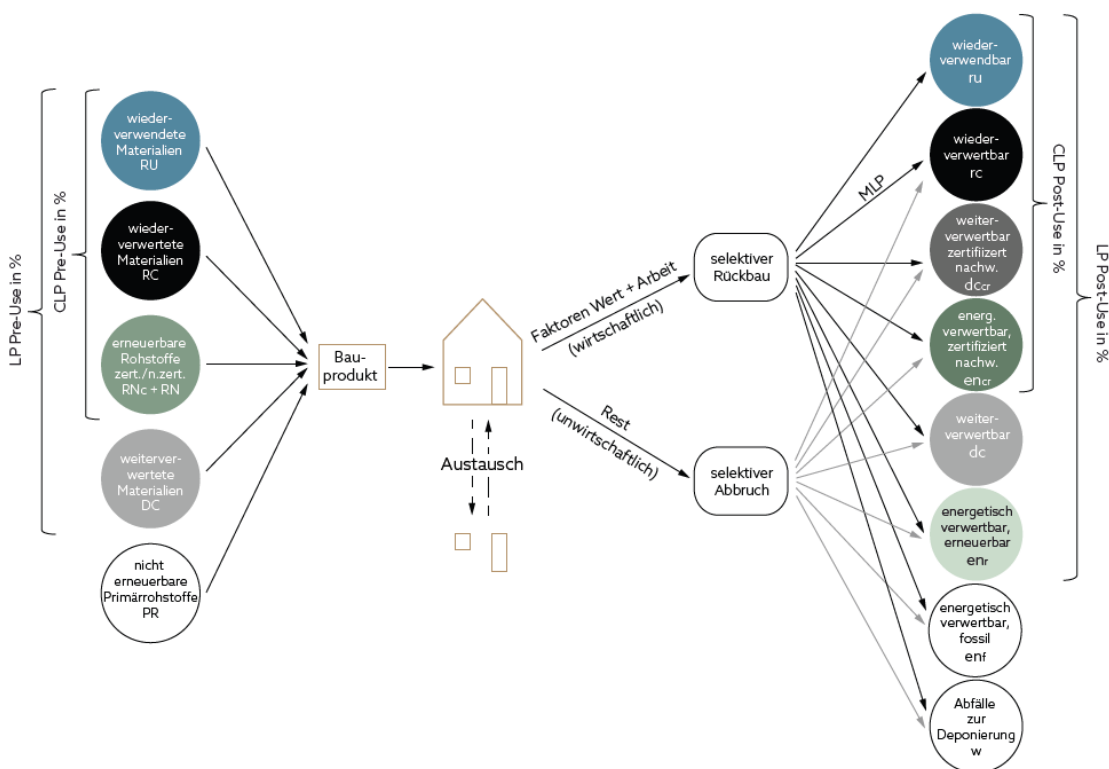 LP Pre-Use in %
CLP Pre-Use in %
wieder-
verwendete
Materialien
RU
wieder-
verwertete
Materialien
RC
erneuerbare
Rohstoffe
zert./n.zert.
RNc + RN
weiterver-
wertete
Materialien
DC
nicht
erneuerbare
Primärrohstoffe
PR
Bau-
produkt
Austausch
Faktoren Wert + Arbeit
(wirtschaftlich)
Rest
(unwirtschaftlich)
selektiver
Rückbau
selektiver
Abbruch
MLP
wieder-
verwendbar
ru
wieder-
verwertbar
rc
weiter-
verwertbar
zertifiizert
nachw.
dccr
energ.
verwertbar,
zertifiziert
nachw.
encr
weiter-
verwertbar
dc
energetisch
verwertbar,
erneuerbar
enr
energetisch
verwertbar,
fossil
enf
Abfälle
zur
Deponierung
w
CLP Post-Use in %
LP Post-Use in %